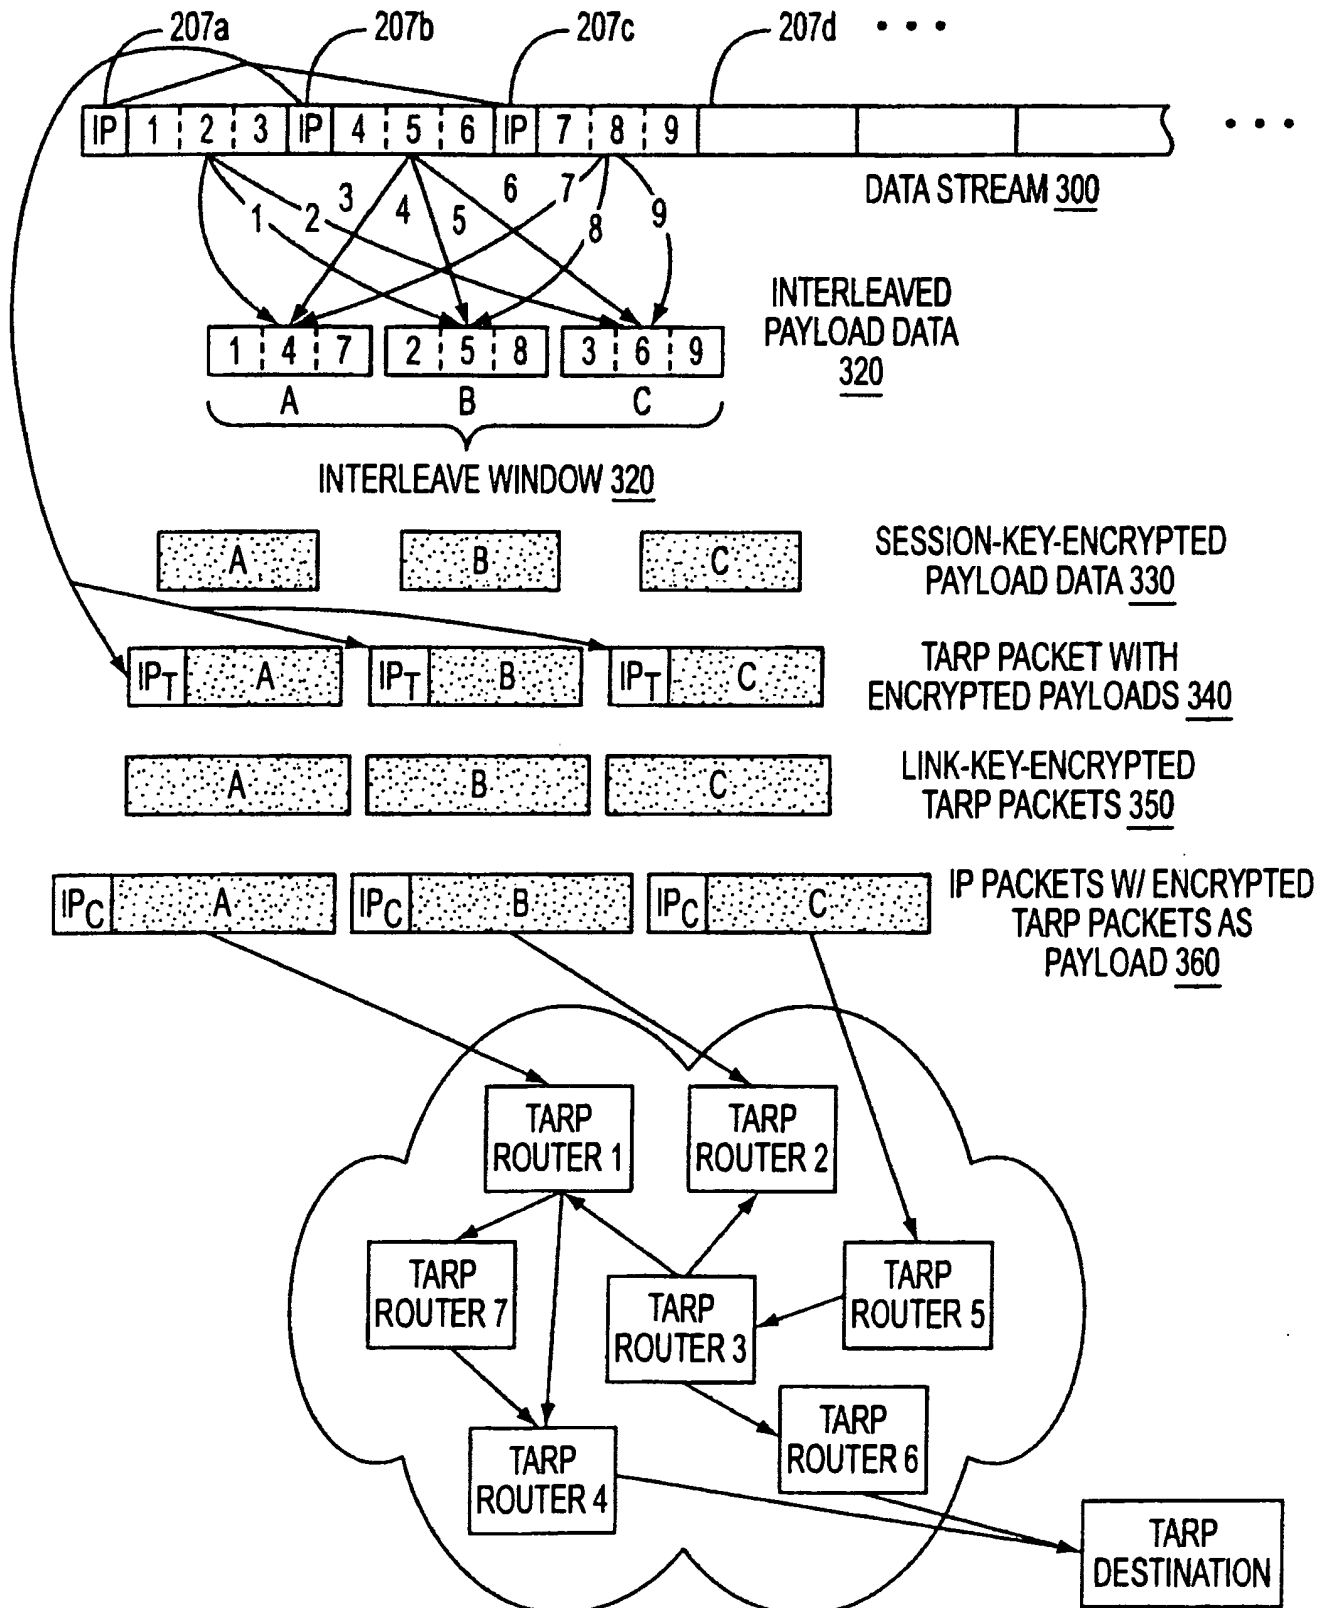 207a 207b 207c 207d • • •
IP 1 2 3 IP 4 5 6 IP 7 8 9 • • •
DATA STREAM 300
1 2 3 4 5 6 7 8 9
INTERLEAVED
PAYLOAD DATA
320
1 4 7 2 5 8 3 6 9
A B C
INTERLEAVE WINDOW 320
A B C
SESSION-KEY-ENCRYPTED
PAYLOAD DATA 330
IPT A IPT B IPT C
TARP PACKET WITH
ENCRYPTED PAYLOADS 340
A B C
LINK-KEY-ENCRYPTED
TARP PACKETS 350
IPC A IPC B IPC C
IP PACKETS W/ ENCRYPTED
TARP PACKETS AS
PAYLOAD 360
TARP
ROUTER 1
TARP
ROUTER 2
TARP
ROUTER 7
TARP
ROUTER 3
TARP
ROUTER 5
TARP
ROUTER 4
TARP
ROUTER 6
TARP
DESTINATION